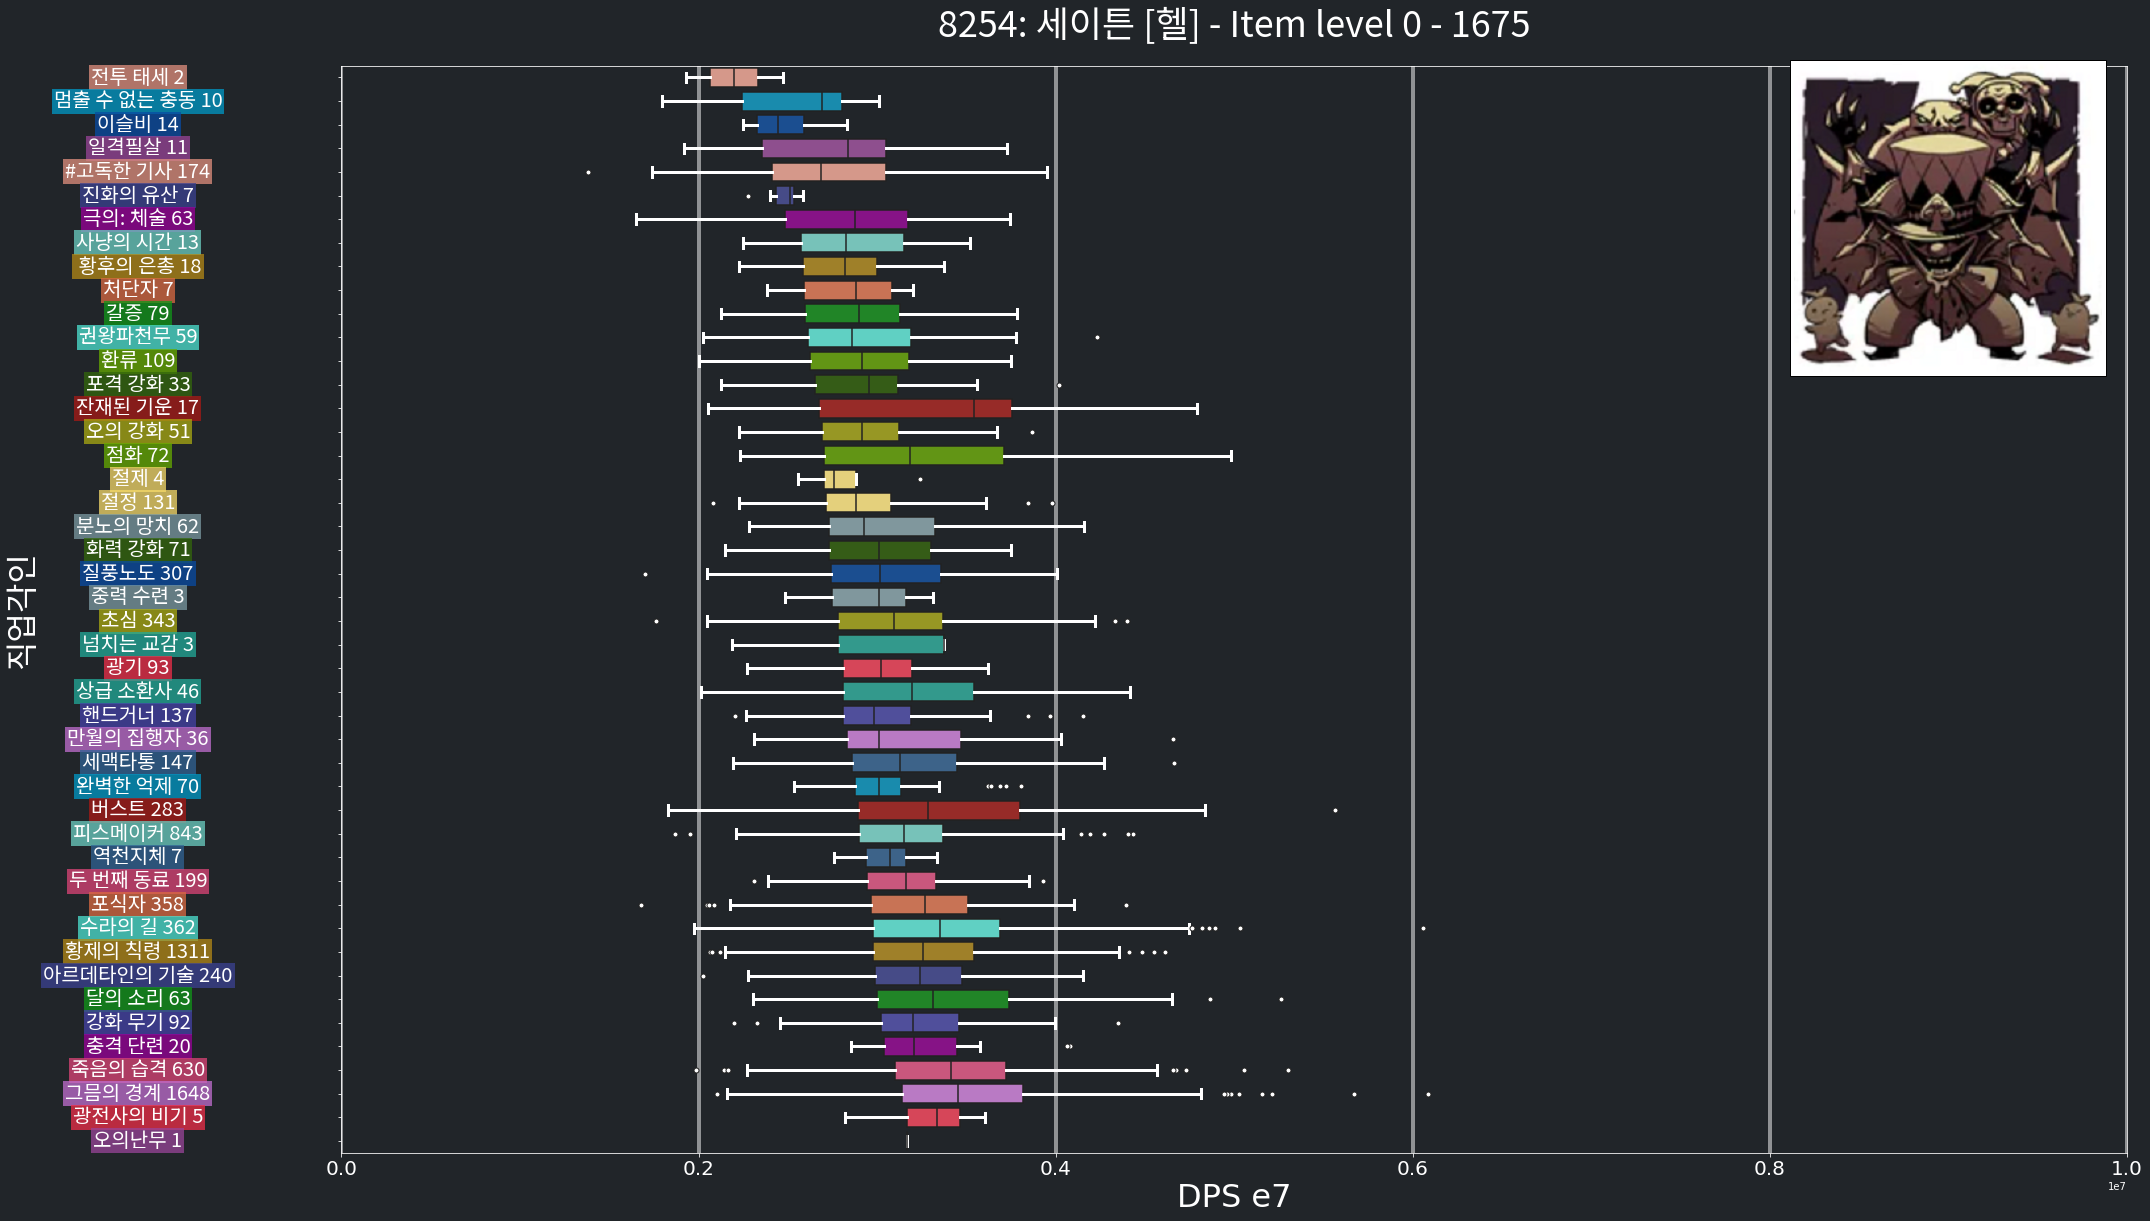 8254: 세이튼 [헬] - Item level 0 - 1675
전투 태세 2
멈출 수 없는 충동 10
이슬비 14
일격필살 11
#고독한 기사 174
진화의 유산 7
극의: 체술 63
사냥의 시간 13
황후의 은총 18
처단자 7
갈증 79
권왕파천무 59
환류 109
포격 강화 33
잔재된 기운 17
오의 강화 51
점화 72
절제 4
절정 131
분노의 망치 62
화력 강화 71
질풍노도 307
중력 수련 3
초심 343
넘치는 교감 3
광기 93
상급 소환사 46
핸드거너 137
만월의 집행자 36
세맥타통 147
완벽한 억제 70
버스트 283
피스메이커 843
역천지체 7
두 번째 동료 199
포식자 358
수라의 길 362
황제의 칙령 1311
아르데타인의 기술 240
달의 소리 63
강화 무기 92
충격 단련 20
죽음의 습격 630
그믐의 경계 1648
광전사의 비기 5
오의난무 1
직업각인
0.0 0.2 0.4 0.6 0.8 1.0
1e7
DPS e7